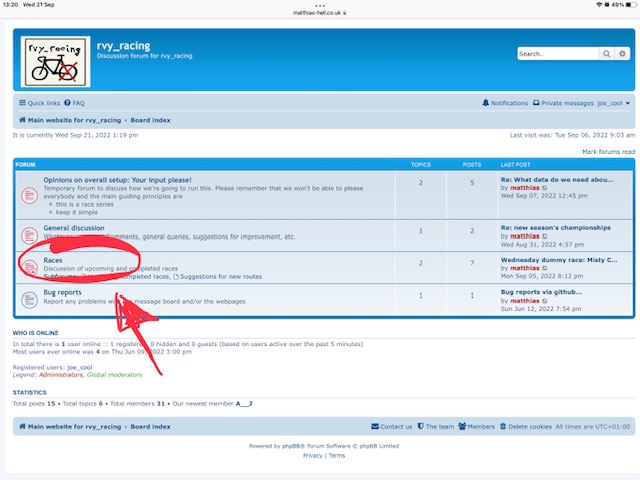 13:20 Wed 21 Sep
49%
matthias-heil.co.uk
rvy_racing
rvy_racing
Discussion forum for rvy_racing
Search…
Quick links FAQ
Notifications Private messages joe_cool
Main website for rvy_racing ‹ Board index
It is currently Wed Sep 21, 2022 1:19 pm
Last visit was: Tue Sep 06, 2022 9:03 am
Mark forums read
FORUM TOPICS POSTS LAST POST
Opinions on overall setup; Your input please!
Temporary forum to discuss how we're going to run this. Please remember that we won't be able to please
everybody and the main guiding principles are
this is a race series
keep it simple
2 5
Re: What data do we need abou…
by matthias
Wed Sep 07, 2022 12:45 pm
General discussion
comments, general queries, suggestions for improvement, etc.
1 2
Re: new season's championships
by matthias
Wed Aug 31, 2022 4:57 pm
Races
Discussion of upcoming and completed races
Subforums: completed races, Suggestions for new routes
2 7
Wednesday dummy race: Misty C…
by matthias
Mon Sep 05, 2022 8:12 pm
Bug reports
Report any problems message board and/or the webpages
1 1
Bug reports via github…
by matthias
Sun Jun 12, 2022 7:54 pm
WHO IS ONLINE
In total there is 1 user online :: 1 registered, 0 hidden and 0 guests (based on users active over the past 5 minutes)
Most users ever online was 4 on Thu Jun 09, 2022 3:00 pm
Registered users: joe_cool
Legend: Administrators, Global moderators
STATISTICS
Total posts 15 • Total topics 6 • Total members 31 • Our newest member A__J
Main website for rvy_racing ‹ Board index
Contact us The team Members Delete cookies All times are UTC+01:00
Powered by phpBB® Forum Software © phpBB Limited
Privacy | Terms